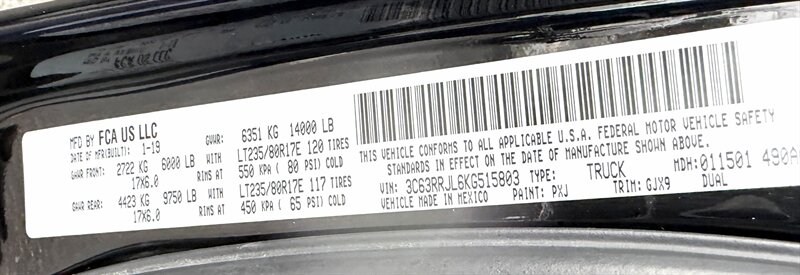 MFD BY FCA US LLC
DATE OF MFR(BUILT): 1-19 GVWR: 6351 KG 14000 LB
GAWR FRONT: 2722 KG 6000 LB WITH LT235/80R17E 120 TIRES
17X6.0 RIMS AT 550 KPA ( 80 PSI) COLD
GAWR REAR: 4423 KG 9750 LB WITH LT235/80R17E 117 TIRES
17X6.0 RIMS AT 450 KPA ( 65 PSI) COLD
THIS VEHICLE CONFORMS TO ALL APPLICABLE U.S.A. FEDERAL MOTOR VEHICLE SAFETY
STANDARDS IN EFFECT ON THE DATE OF MANUFACTURE SHOWN ABOVE.
VIN: 3C63RRJL6KG515803 TYPE: TRUCK MDH: 011501 490A
VEHICLE MADE IN MEXICO PAINT: PXJ TRIM: GJX9 DUAL